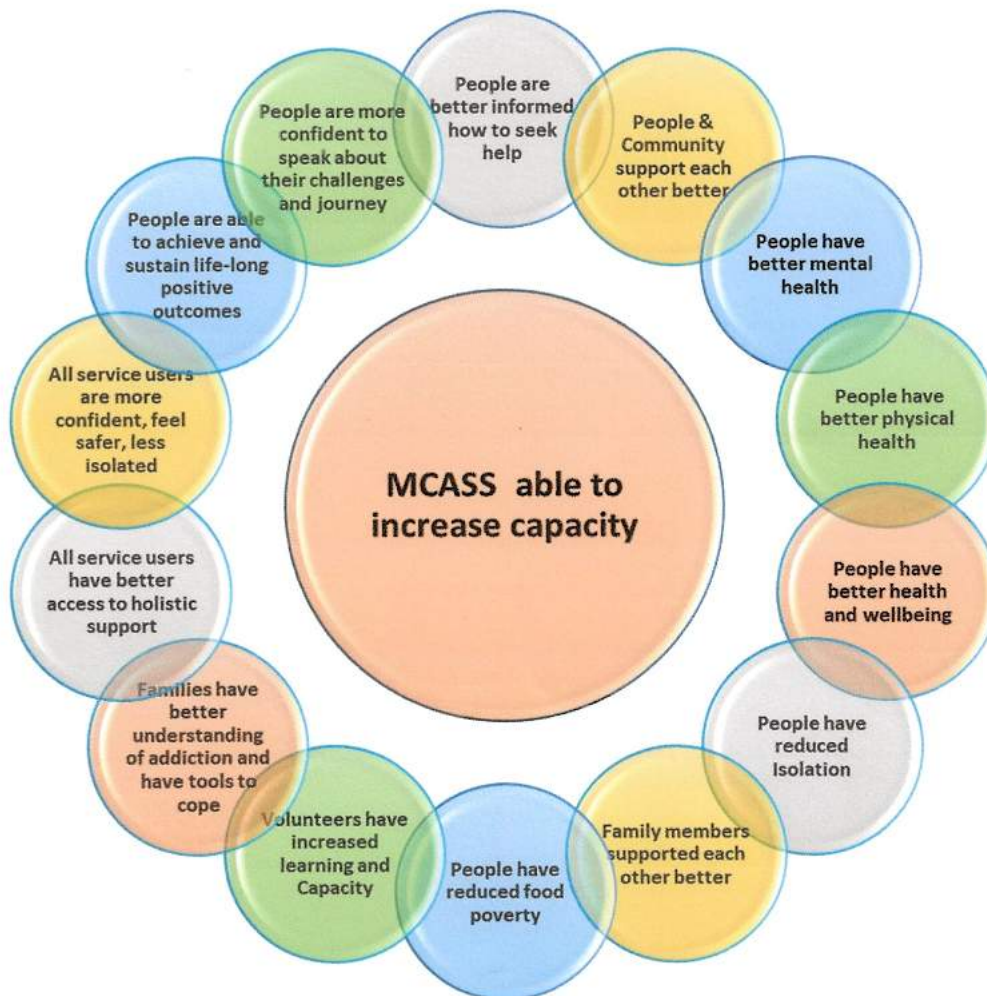 People are
better informed
how to seek
help
People &
Community
support each
other better
People have
better mental
health
People have
better physical
health
People have
better health
and wellbeing
People have
reduced
Isolation
Family members
supported each
other better
People have
reduced food
poverty
Volunteers have
increased
learning and
Capacity
Families have
better
understanding
of addiction and
have tools to
cope
All service users
have better
access to holistic
support
All service users
are more
confident, feel
safer, less
isolated
People are able
to achieve and
sustain life-long
positive
outcomes
People are more
confident to
speak about
their challenges
and journey
MCASS able to
increase capacity